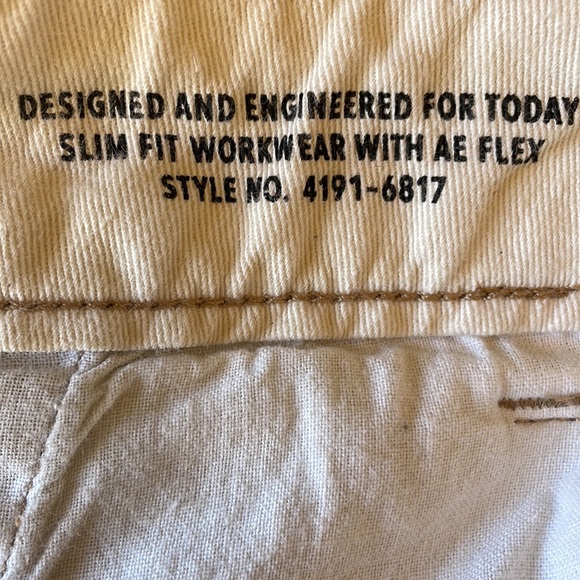 DESIGNED AND ENGINEERED FOR TODAY
SLIM FIT WORKWEAR WITH AE FLEX
STYLE NO. 4191-6817